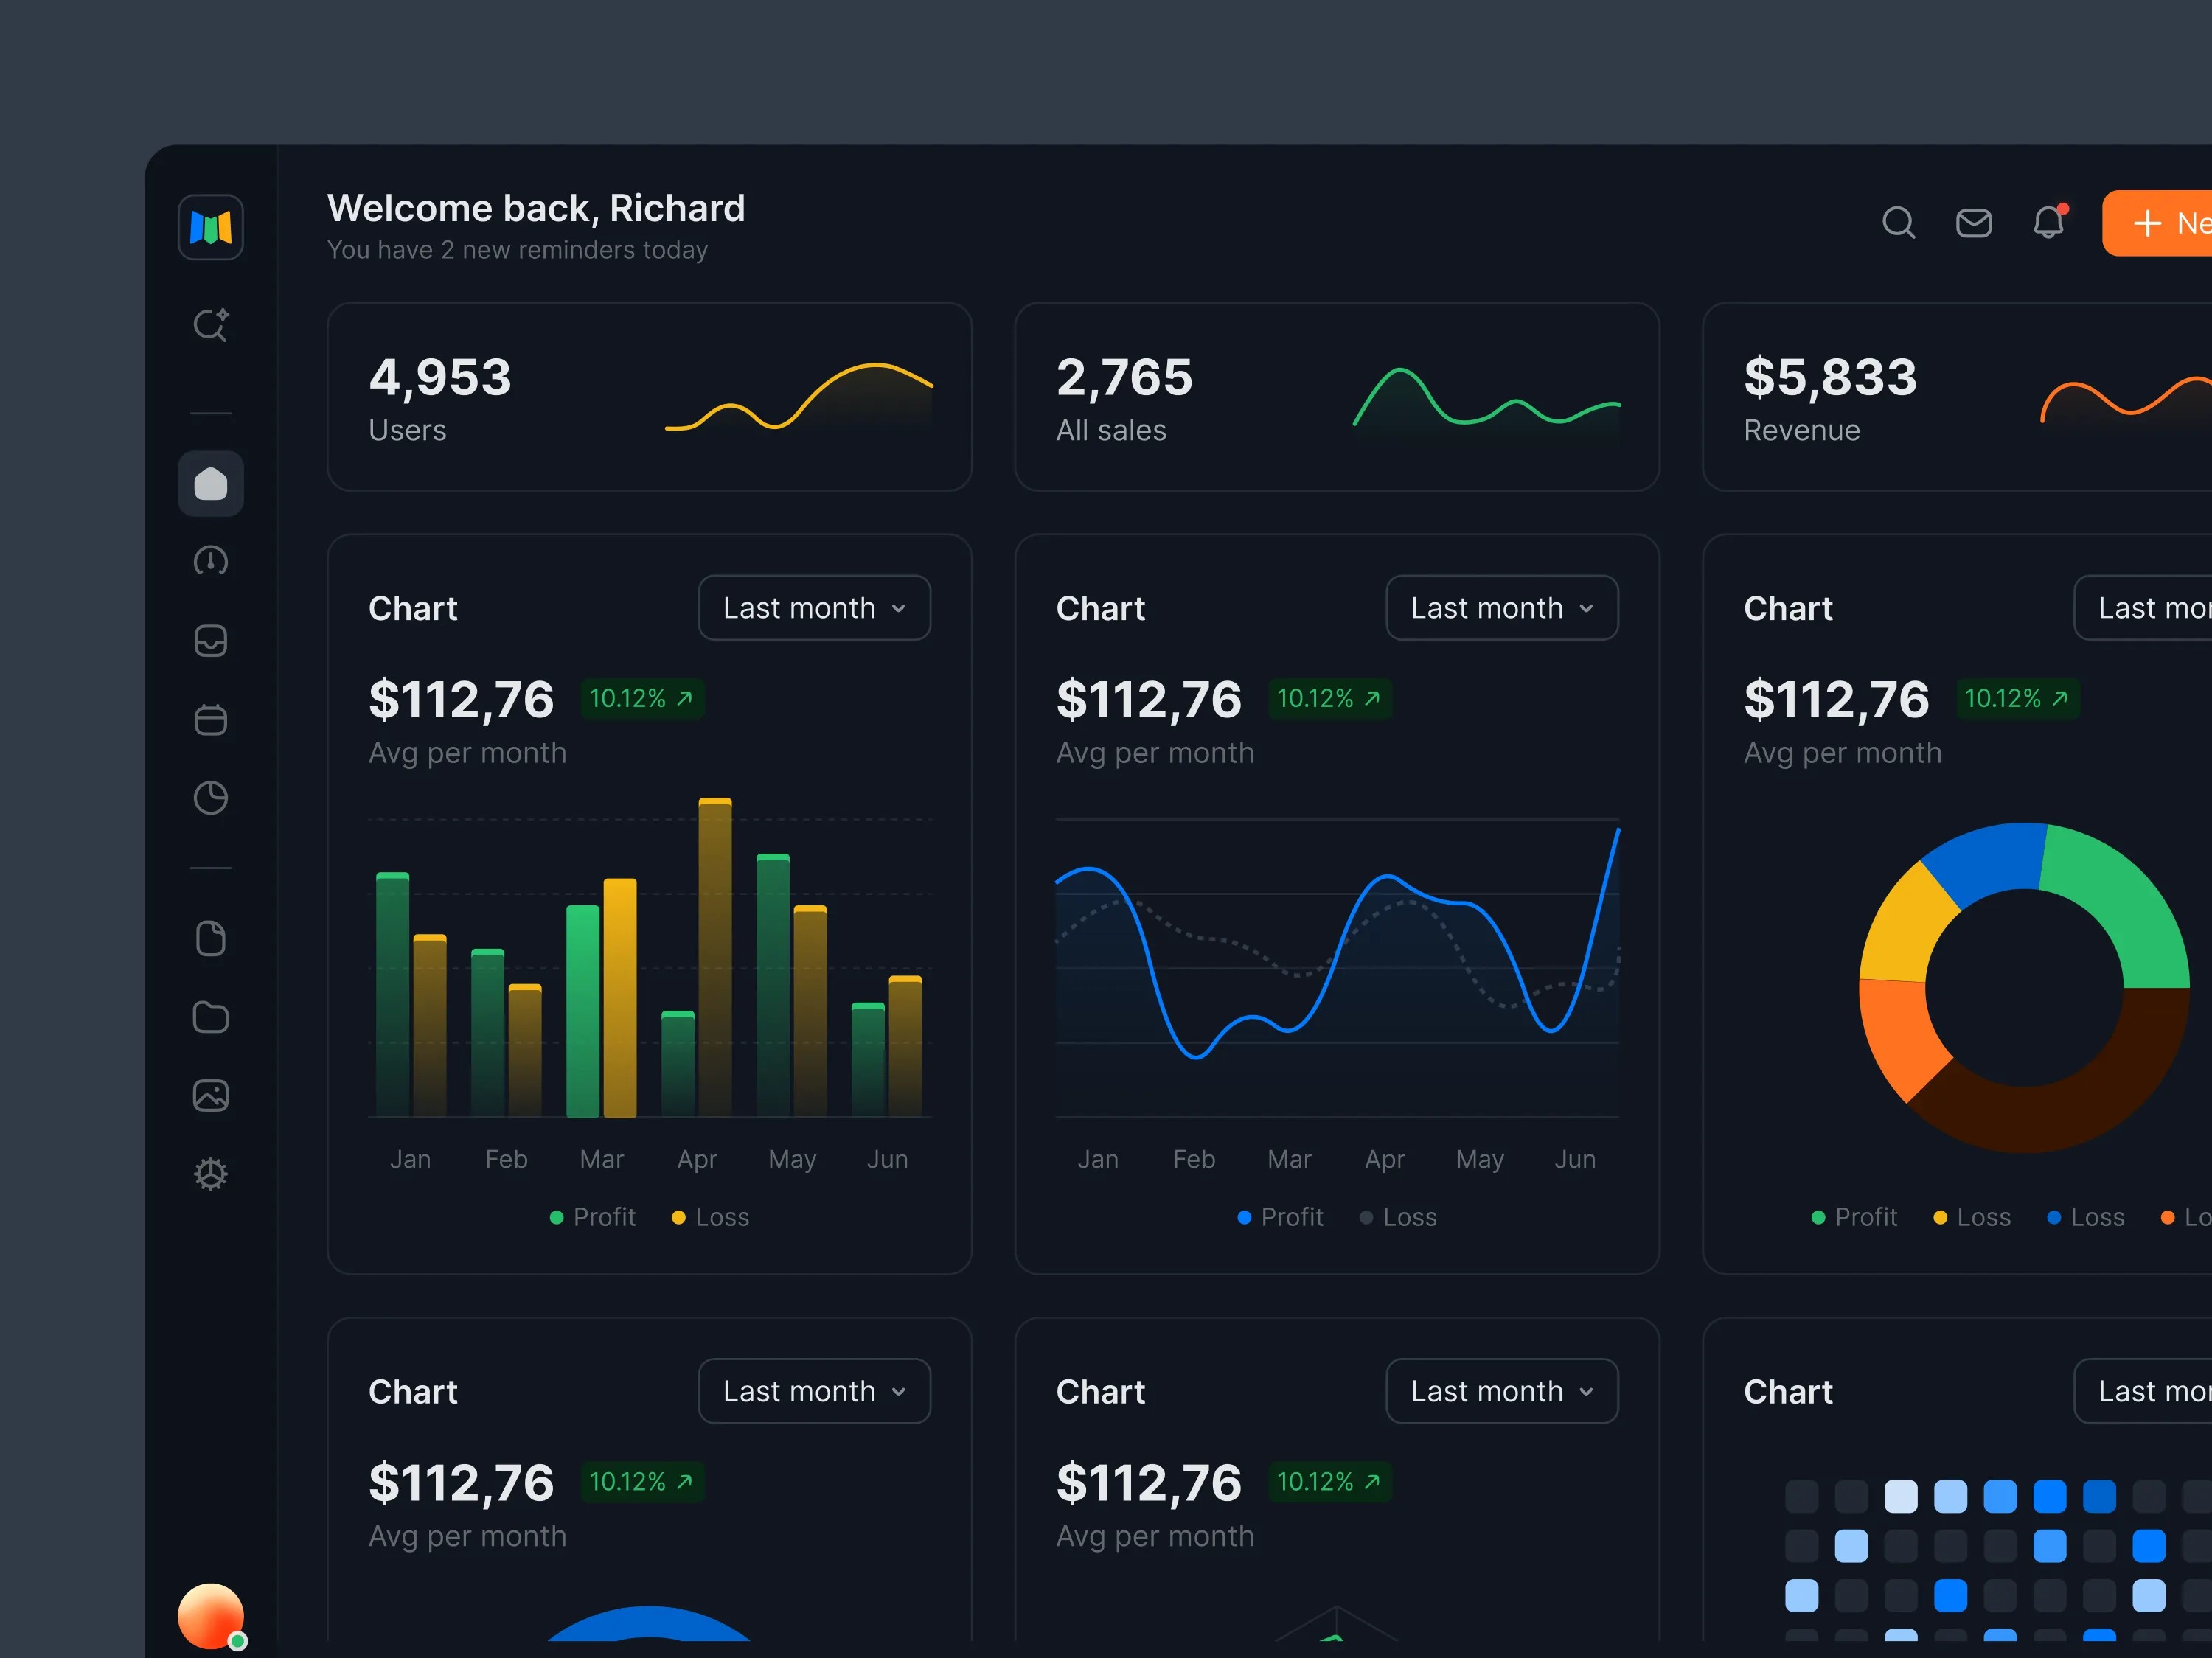 Welcome back, Richard
You have 2 new reminders today
Ne
4,953
Users
2,765
All sales
$5,833
Revenue
Chart
Last month
$112,76
10.12%
Avg per month
Jan Feb Mar Apr May Jun
Profit Loss
Chart
Last month
$112,76
10.12%
Avg per month
Jan Feb Mar Apr May Jun
Profit Loss
Chart
Last mo
$112,76
10.12%
Avg per month
Profit Loss Loss Lo
Chart
Last month
$112,76
10.12%
Avg per month
Chart
Last month
$112,76
10.12%
Avg per month
Chart
Last mo